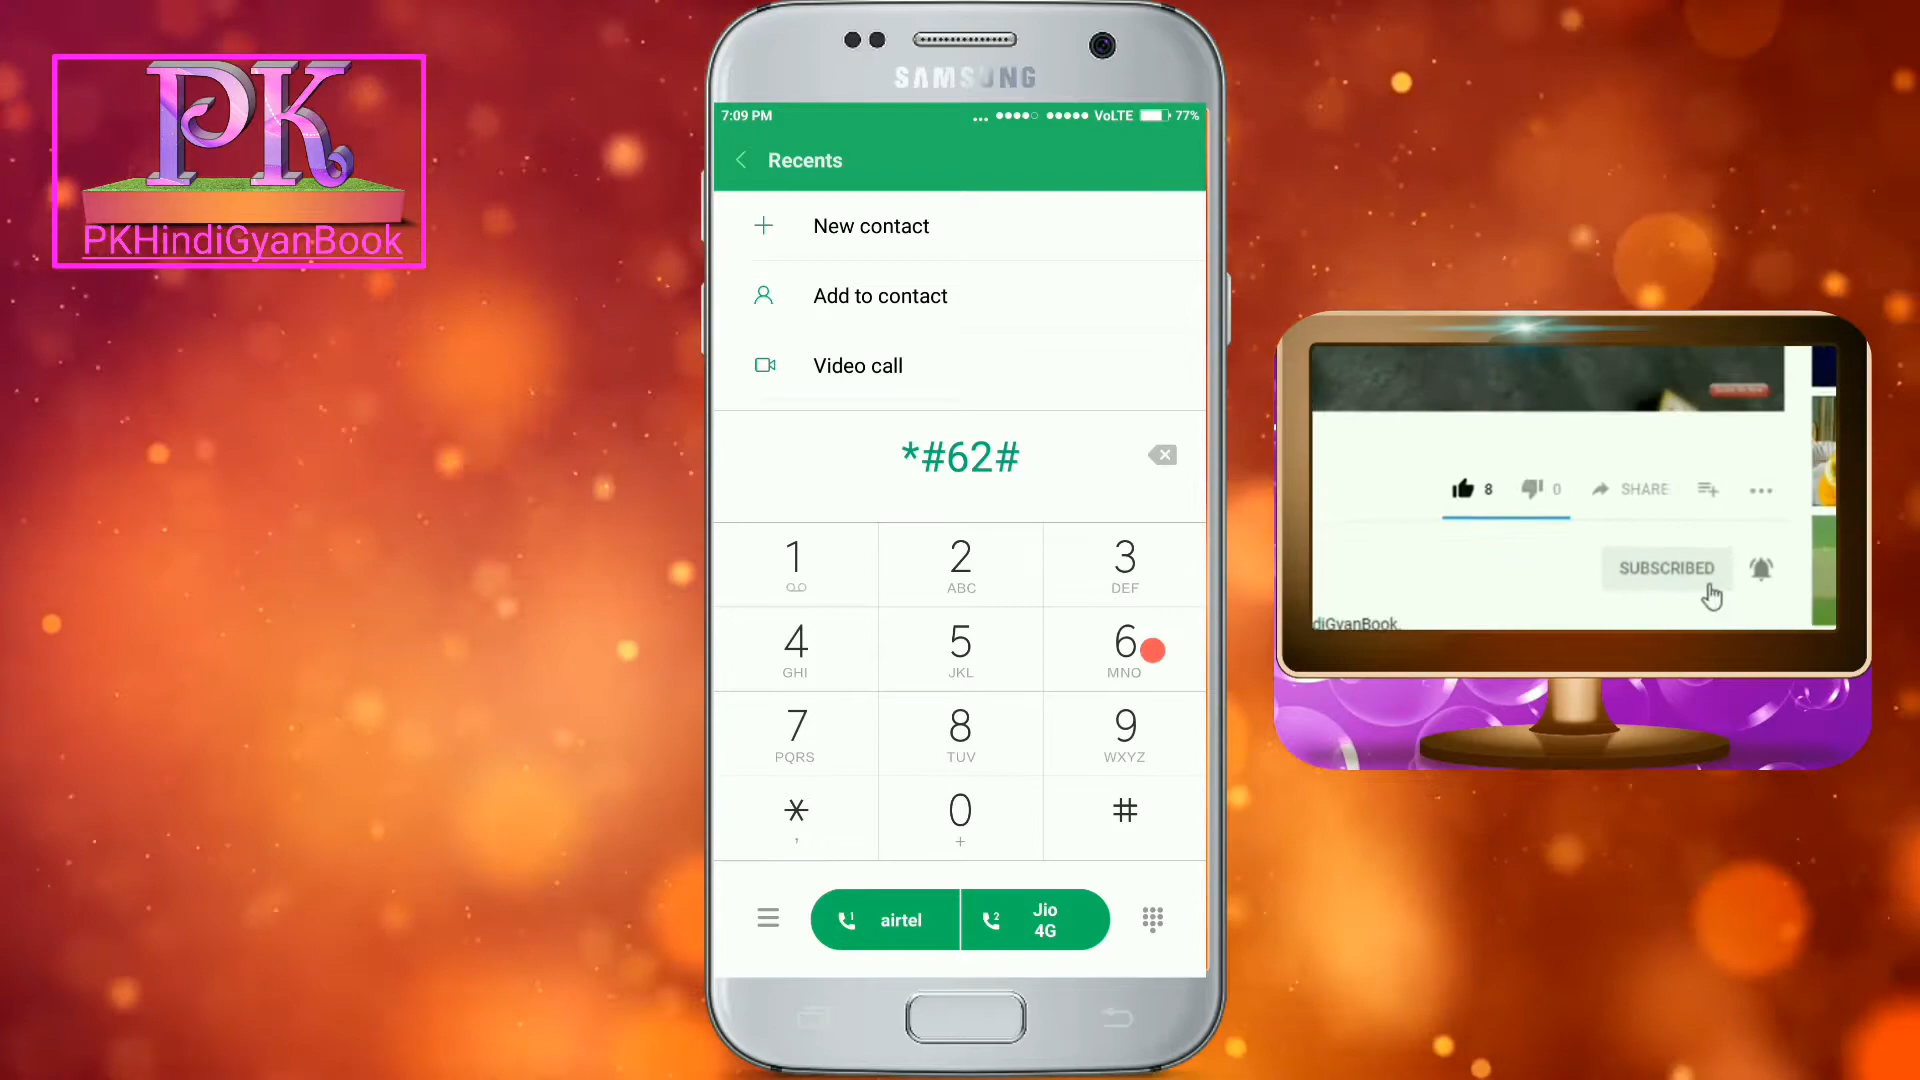 PK
PKHindiGyanBook
SAMSUNG
7:09 PM
... VoLTE 77%
Recents
New contact
Add to contact
Video call
*#62#
1
2
ABC
3
DEF
4
GHI
5
JKL
6
MNO
7
PQRS
8
TUV
9
WXYZ
*
,
0
+
#
1 airtel
2 Jio
4G
8 0 SHARE
SUBSCRIBED
diGyanBook.